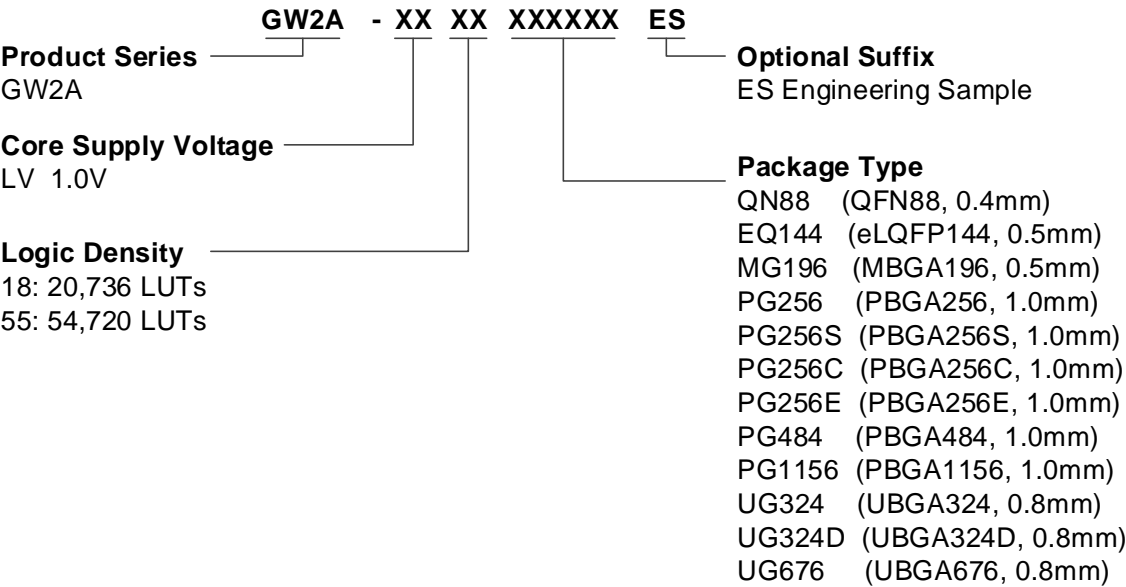 GW2A - XX XX XXXXXX ES
Product Series
GW2A
Core Supply Voltage
LV 1.0V
Logic Density
18: 20,736 LUTs
55: 54,720 LUTs
Optional Suffix
ES Engineering Sample
Package Type
QN88 (QFN88, 0.4mm)
EQ144 (eLQFP144, 0.5mm)
MG196 (MBGA196, 0.5mm)
PG256 (PBGA256, 1.0mm)
PG256S (PBGA256S, 1.0mm)
PG256C (PBGA256C, 1.0mm)
PG256E (PBGA256E, 1.0mm)
PG484 (PBGA484, 1.0mm)
PG1156 (PBGA1156, 1.0mm)
UG324 (UBGA324, 0.8mm)
UG324D (UBGA324D, 0.8mm)
UG676 (UBGA676, 0.8mm)